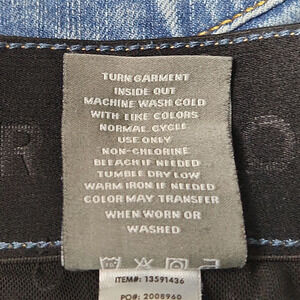 TURN GARMENT
INSIDE OUT
MACHINE WASH COLD
WITH LIKE COLORS
NORMAL CYCLE
USE ONLY
NON-CHLORINE
BLEACH IF NEEDED
TUMBLE DRY LOW
WARM IRON IF NEEDED
COLOR MAY TRANSFER
WHEN WORN OR
WASHED
R O
ITEM#: 13591436
PO#: 2008960